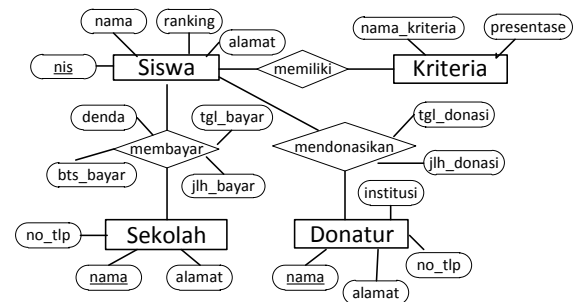 nama
ranking
alamat
nis
Siswa
memiliki
nama_kriteria
presentase
Kriteria
denda
tgl_bayar
membayar
bts_bayar
jlh_bayar
tgl_donasi
mendonasikan
jlh_donasi
institusi
no_tlp
Sekolah
nama
alamat
Donatur
nama
alamat
no_tlp